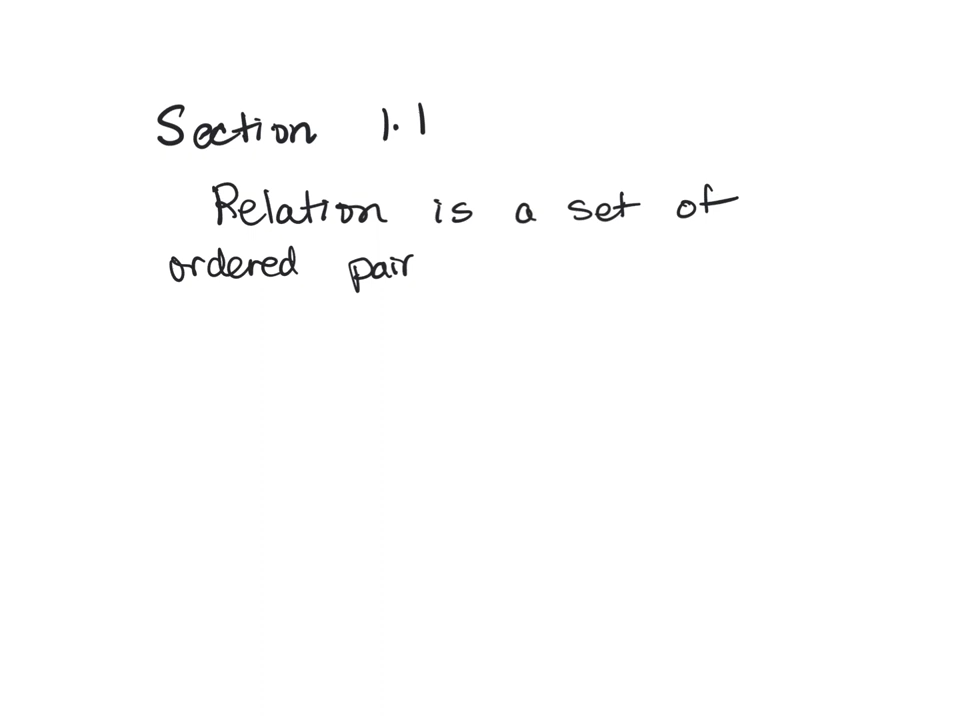 Section 1.1
Relation is a set of
ordered pair